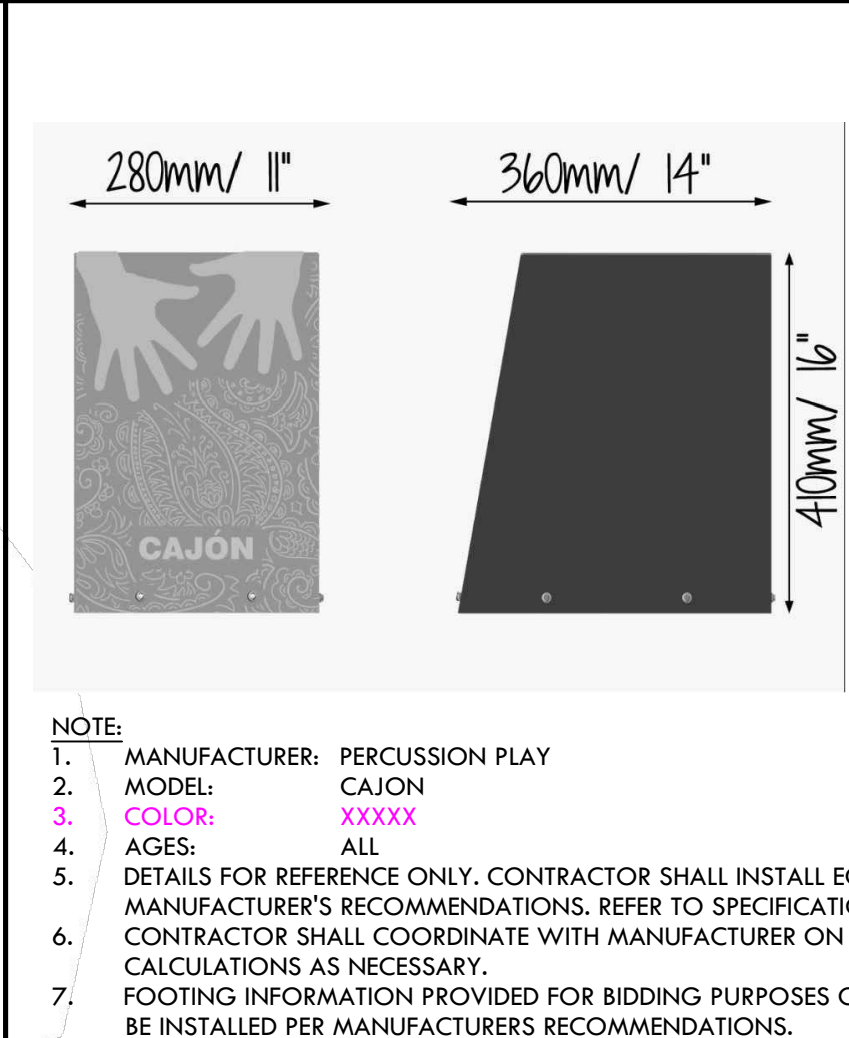 280mm/ 11"
360mm/ 14"
410mm/ 16"
CAJÓN
NOTE:
1. MANUFACTURER: PERCUSSION PLAY
2. MODEL: CAJON
3. COLOR: XXXXX
4. AGES: ALL
5. DETAILS FOR REFERENCE ONLY. CONTRACTOR SHALL INSTALL
MANUFACTURER'S RECOMMENDATIONS. REFER TO
6. CONTRACTOR SHALL COORDINATE WITH MANUFACTURER ON
CALCULATIONS AS NECESSARY.
7. FOOTING INFORMATION PROVIDED FOR BIDDING PURPOSES
BE INSTALLED PER MANUFACTURERS RECOMMENDATIONS.